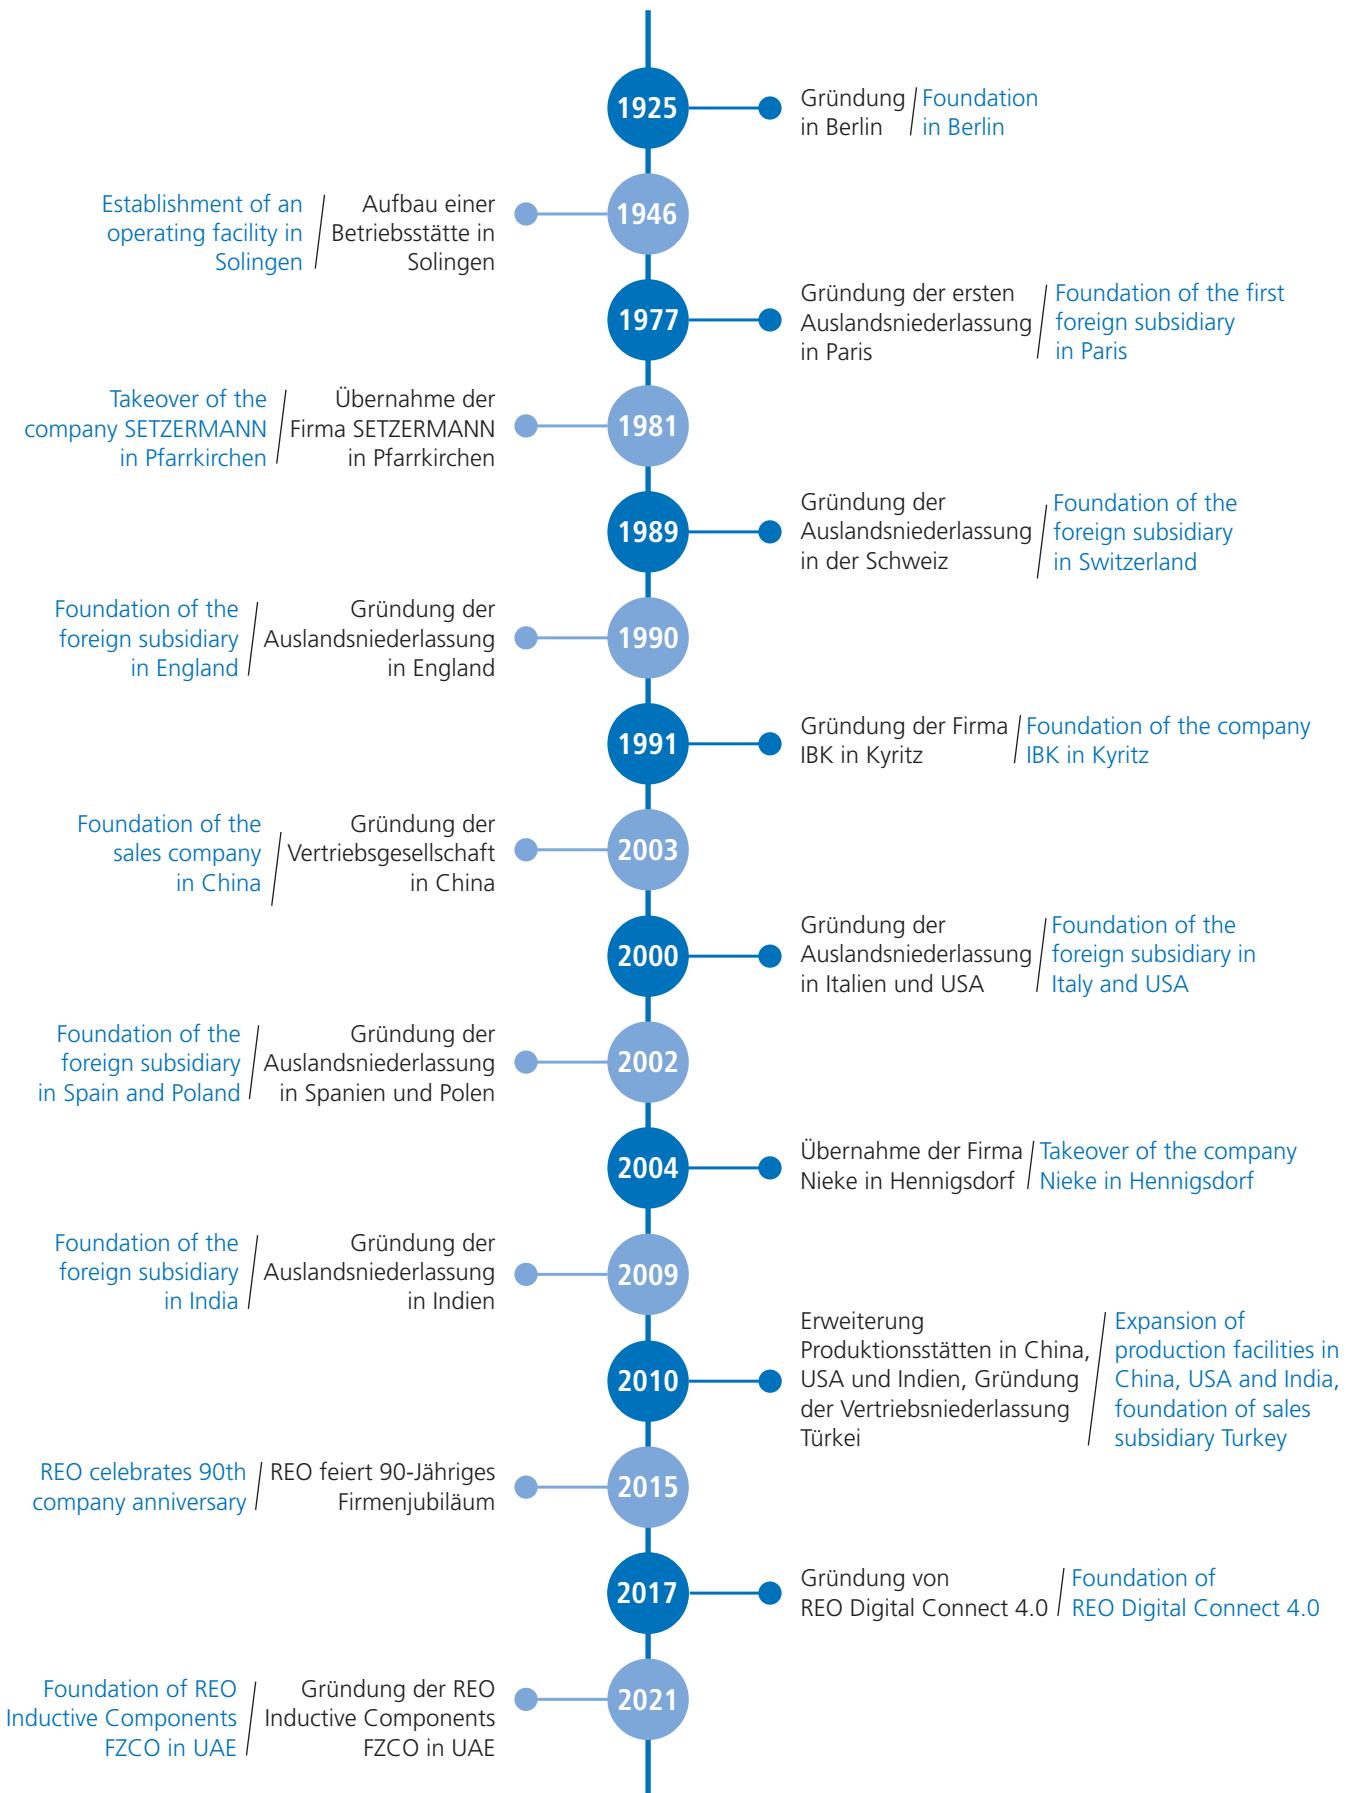 1925
Gründung
in Berlin
Foundation
in Berlin
1946
Establishment of an
operating facility in
Solingen
Aufbau einer
Betriebsstätte in
Solingen
1977
Gründung der ersten
Auslandsniederlassung
in Paris
Foundation of the first
foreign subsidiary
in Paris
1981
Takeover of the
company SETZERMANN
in Pfarrkirchen
Übernahme der
Firma SETZERMANN
in Pfarrkirchen
1989
Gründung der
Auslandsniederlassung
in der Schweiz
Foundation of the
foreign subsidiary
in Switzerland
1990
Foundation of the
foreign subsidiary
in England
Gründung der
Auslandsniederlassung
in England
1991
Gründung der Firma
IBK in Kyritz
Foundation of the company
IBK in Kyritz
2003
Foundation of the
sales company
in China
Gründung der
Vertriebsgesellschaft
in China
2000
Gründung der
Auslandsniederlassung
in Italien und USA
Foundation of the
foreign subsidiary in
Italy and USA
2002
Foundation of the
foreign subsidiary
in Spain and Poland
Gründung der
Auslandsniederlassung
in Spanien und Polen
2004
Übernahme der Firma
Nieke in Hennigsdorf
Takeover of the company
Nieke in Hennigsdorf
2009
Foundation of the
foreign subsidiary
in India
Gründung der
Auslandsniederlassung
in Indien
2010
Erweiterung
Produktionsstätten in China,
USA und Indien, Gründung
der Vertriebsniederlassung
Türkei
Expansion of
production facilities in
China, USA and India,
foundation of sales
subsidiary Turkey
2015
REO celebrates 90th
company anniversary
REO feiert 90-Jähriges
Firmenjubiläum
2017
Gründung von
REO Digital Connect 4.0
Foundation of
REO Digital Connect 4.0
2021
Foundation of REO
Inductive Components
FZCO in UAE
Gründung der REO
Inductive Components
FZCO in UAE